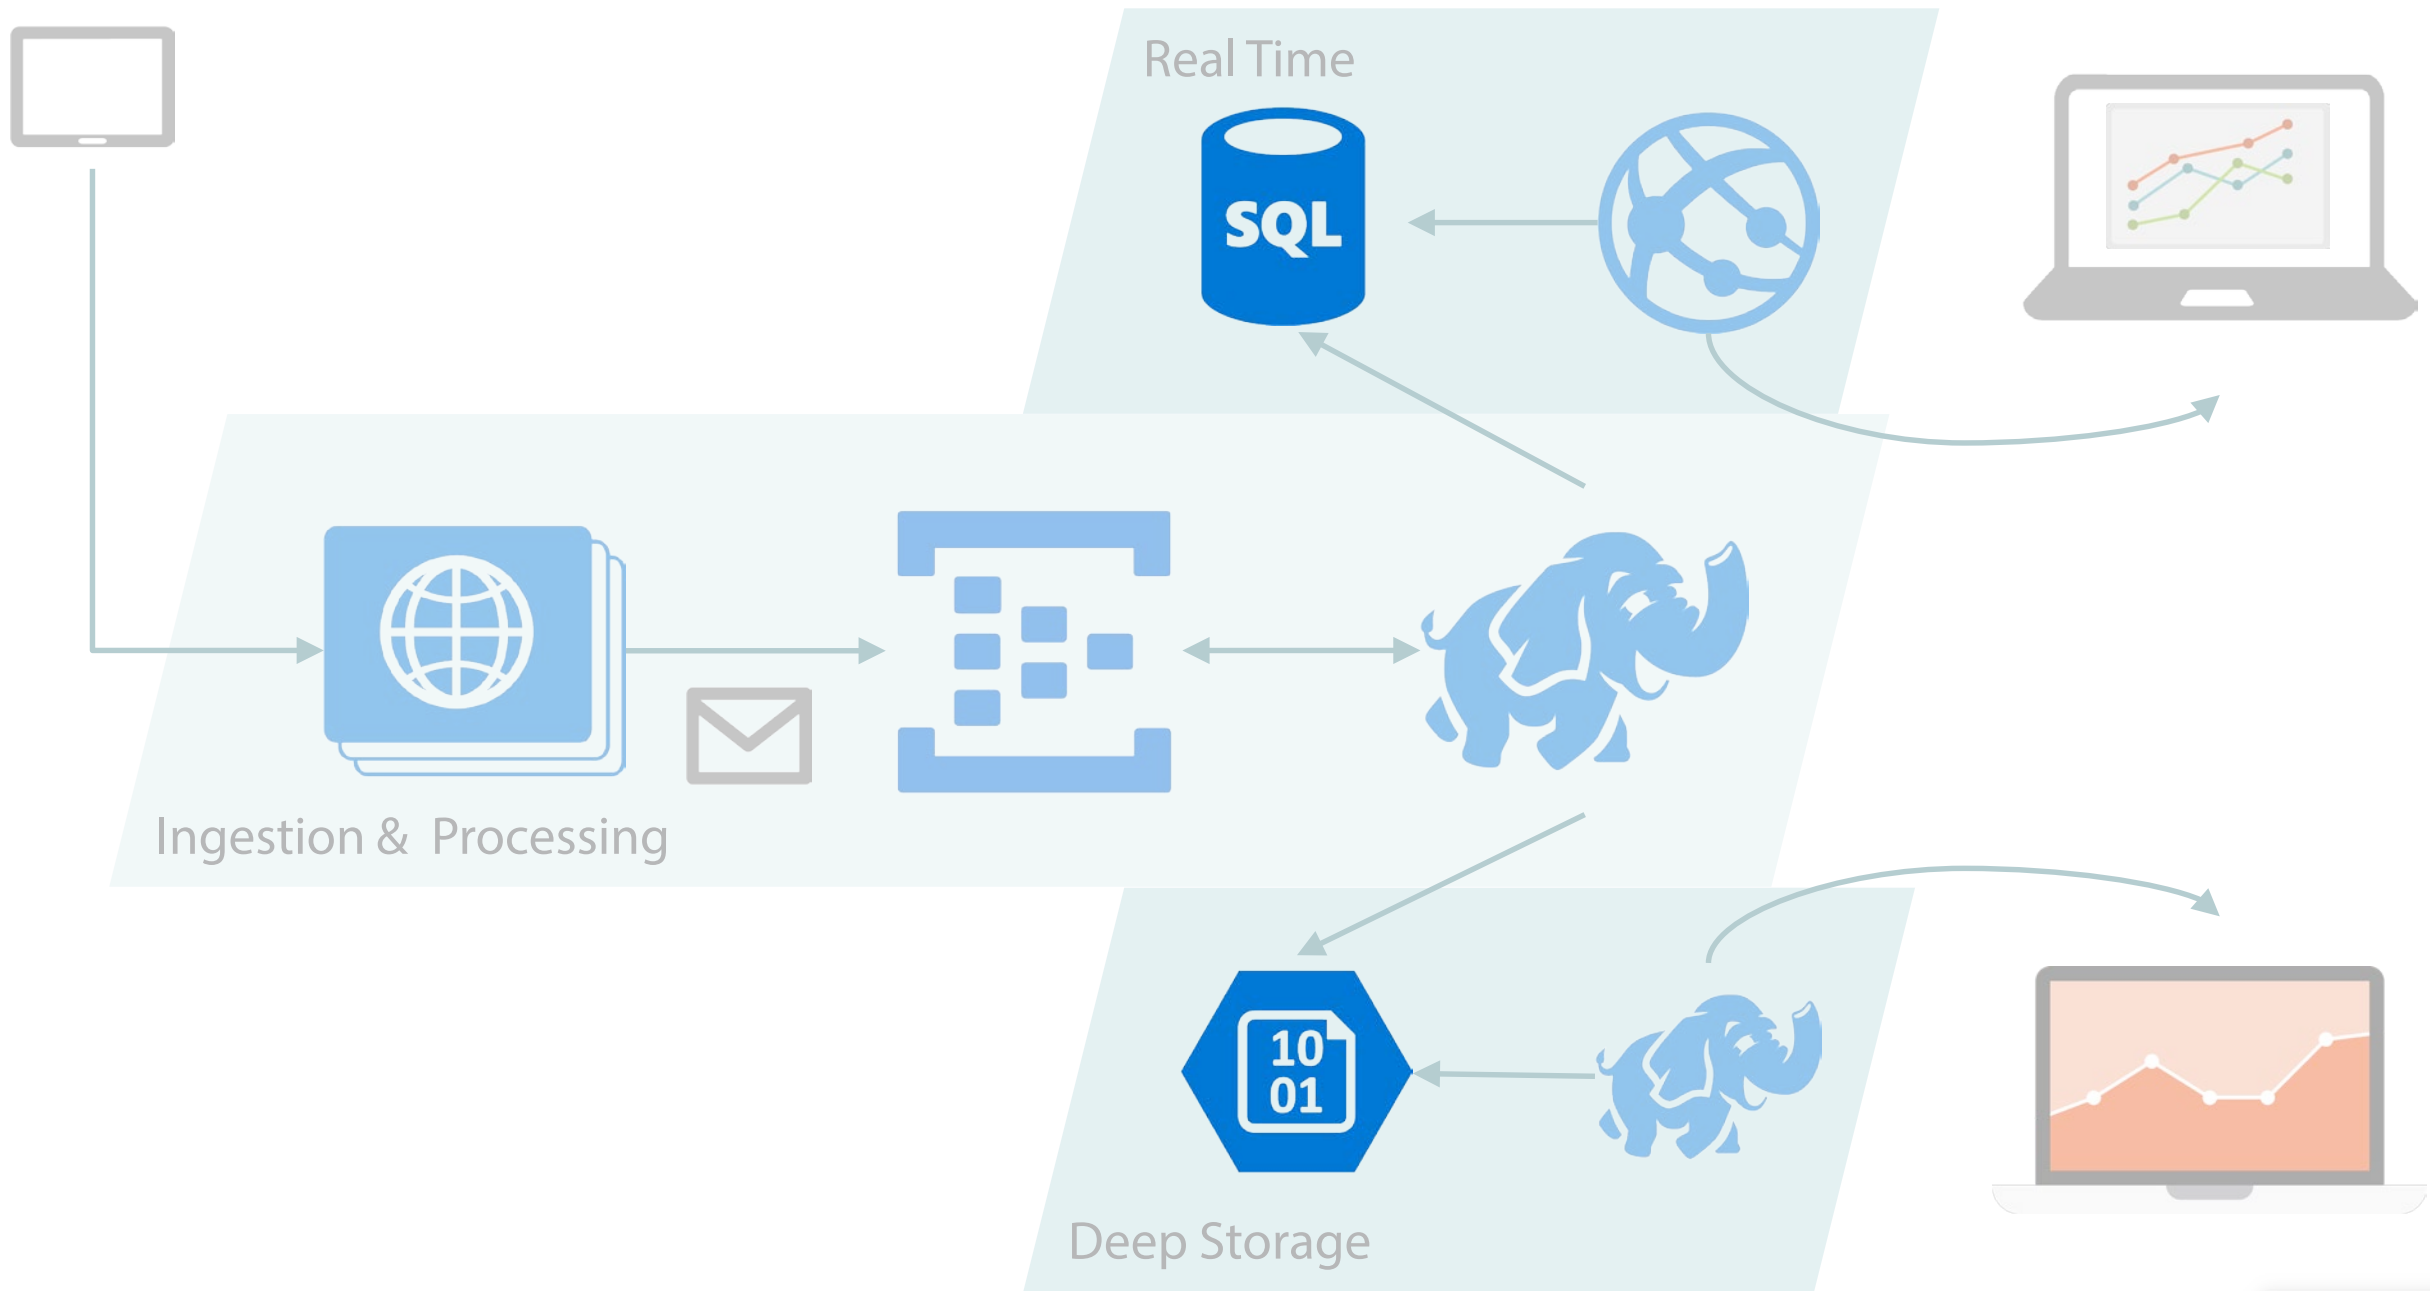 Real Time
SQL
Ingestion & Processing
10
01
Deep Storage